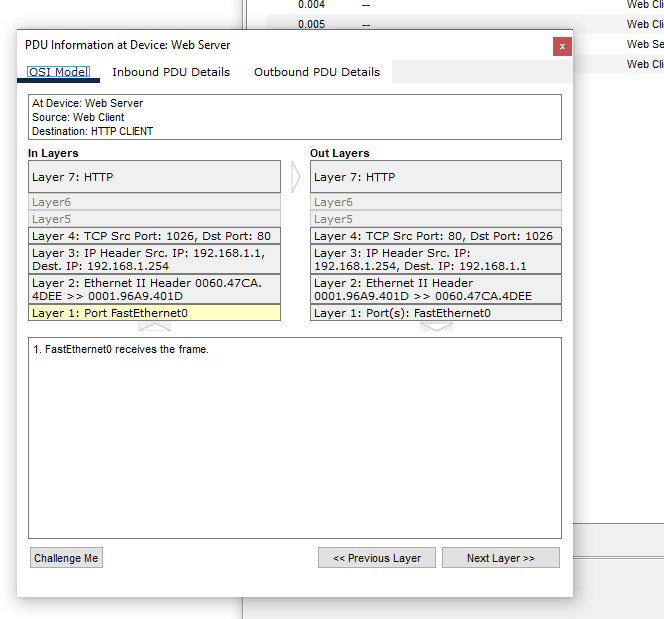 0.004 -- Web Cli
0.005 -- Web Cli
PDU Information at Device: Web Server
Web Se
x
Web Cli
OSI Model Inbound PDU Details Outbound PDU Details
At Device: Web Server
Source: Web Client
Destination: HTTP CLIENT
In Layers
Layer 7: HTTP
Layer6
Layer5
Layer 4: TCP Src Port: 1026, Dst Port: 80
Layer 3: IP Header Src. IP: 192.168.1.1,
Dest. IP: 192.168.1.254
Layer 2: Ethernet II Header 0060.47CA.
4DEE >> 0001.96A9.401D
Layer 1: Port FastEthernet0
Out Layers
Layer 7: HTTP
Layer6
Layer5
Layer 4: TCP Src Port: 80, Dst Port: 1026
Layer 3: IP Header Src. IP:
192.168.1.254, Dest. IP: 192.168.1.1
Layer 2: Ethernet II Header
0001.96A9.401D >> 0060.47CA.4DEE
Layer 1: Port(s): FastEthernet0
1. FastEthernet0 receives the frame.
Challenge Me << Previous Layer Next Layer >>